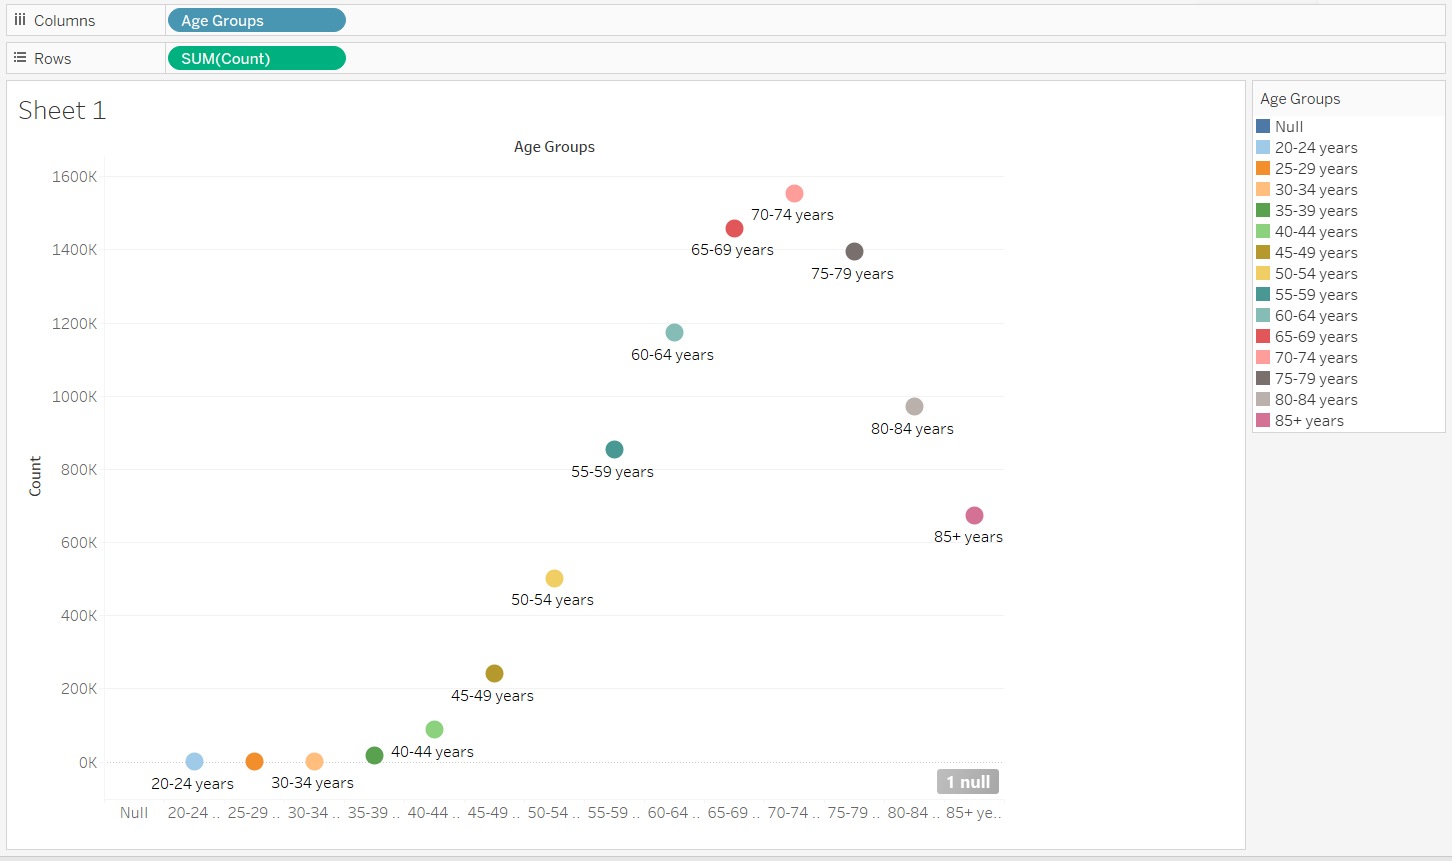 Columns
Age Groups
Rows
SUM(Count)
Sheet 1
Age Groups
1600K
1400K
1200K
1000K
800K
600K
400K
200K
0K
Count
70-74 years
65-69 years
75-79 years
60-64 years
80-84 years
55-59 years
85+ years
50-54 years
45-49 years
40-44 years
20-24 years
30-34 years
1 null
Null 20-24 .. 25-29 .. 30-34 .. 35-39 .. 40-44 .. 45-49 .. 50-54 .. 55-59 .. 60-64 .. 65-69 .. 70-74 .. 75-79 .. 80-84 .. 85+ ye..
Age Groups
Null
20-24 years
25-29 years
30-34 years
35-39 years
40-44 years
45-49 years
50-54 years
55-59 years
60-64 years
65-69 years
70-74 years
75-79 years
80-84 years
85+ years